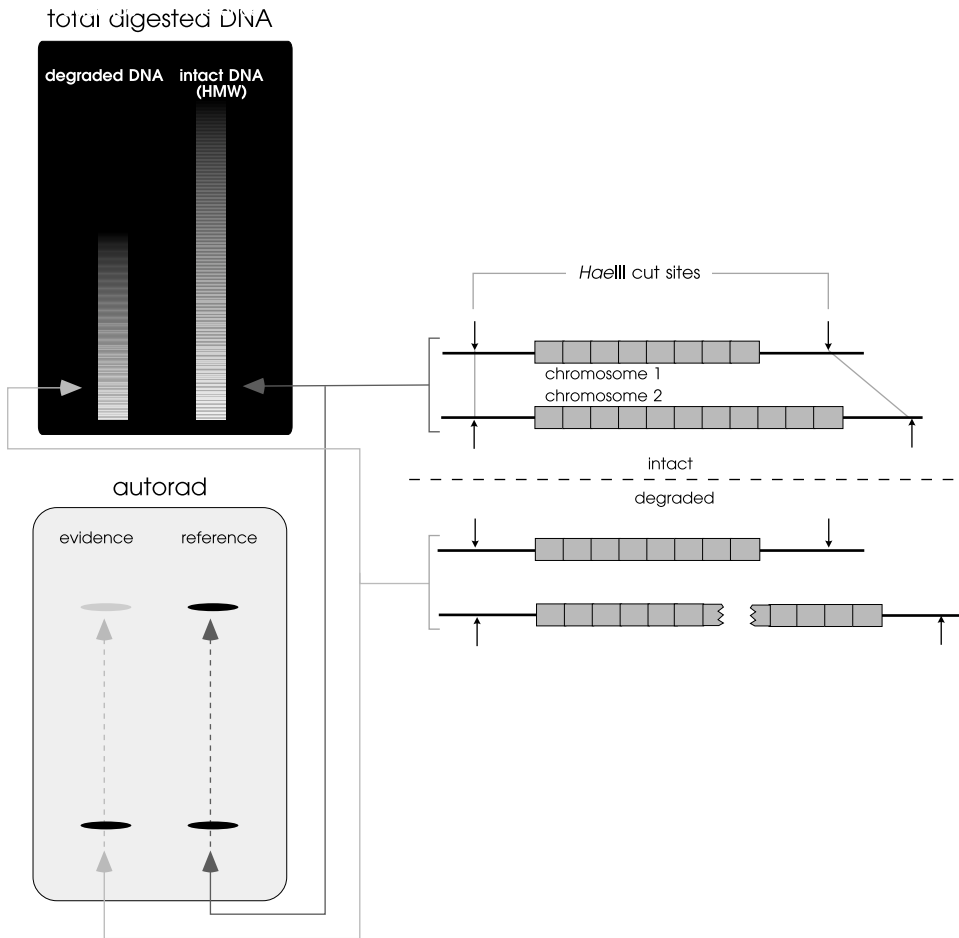 total digested DNA
degraded DNA
intact DNA
(HMW)
HaeIII cut sites
chromosome 1
chromosome 2
intact
degraded
autorad
evidence
reference